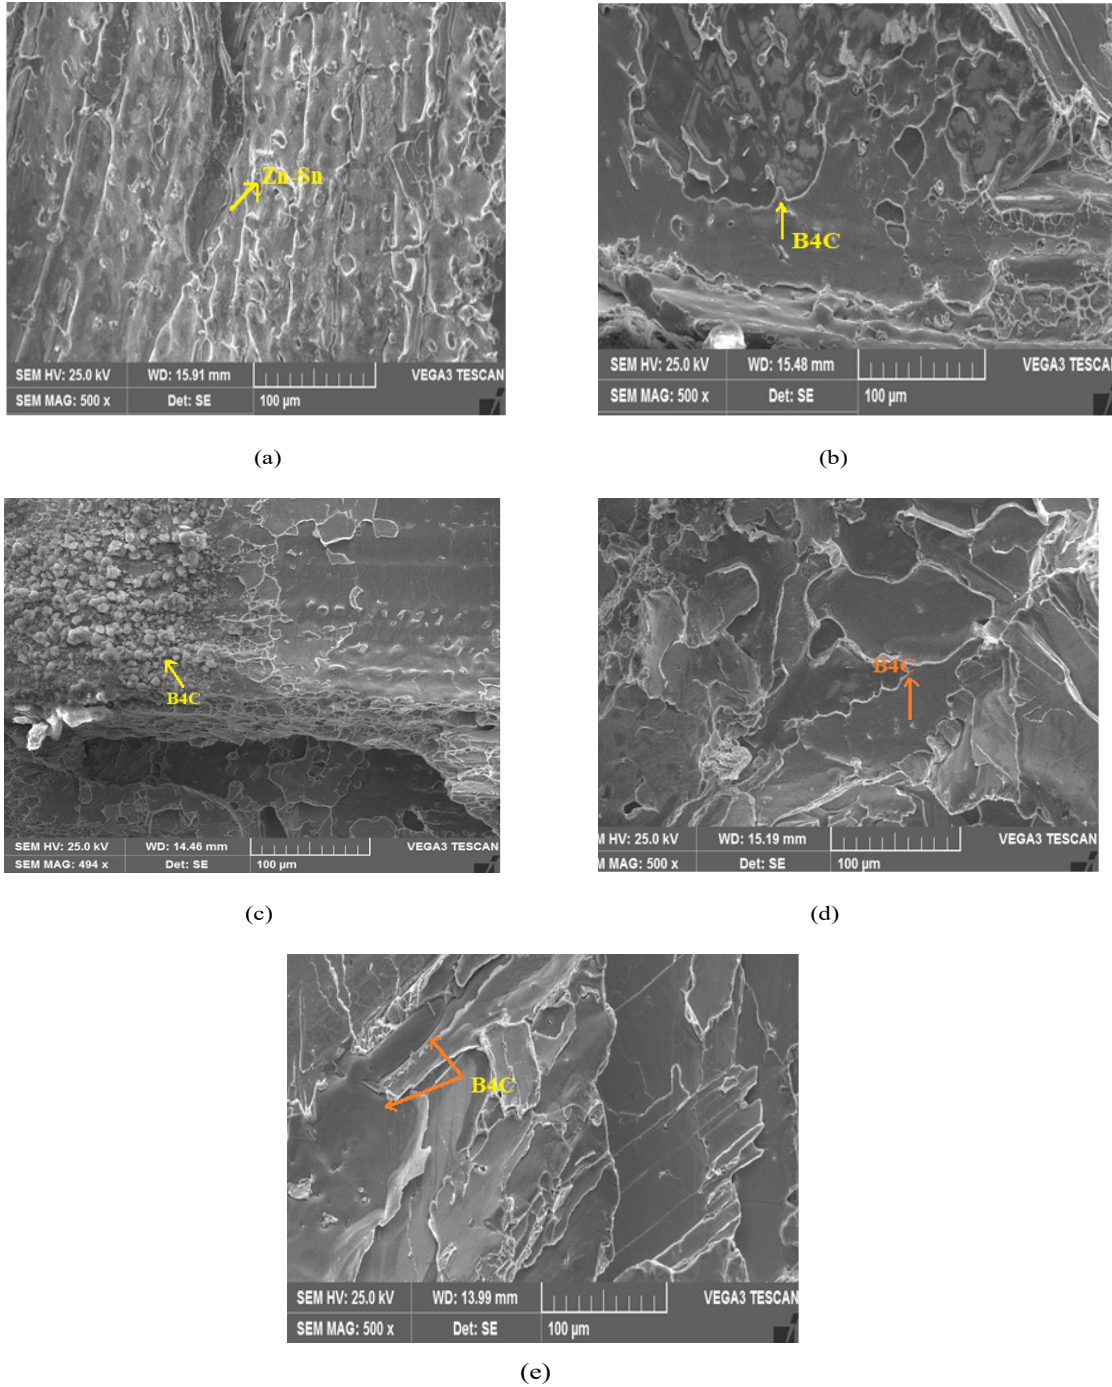 Zn-Sn
SEM HV: 25.0 kV WD: 15.91 mm VEGA3 TESCAN
SEM MAG: 500 x Det: SE 100 µm
(a)
B4C
SEM HV: 25.0 kV WD: 15.48 mm VEGA3 TESCAN
SEM MAG: 500 x Det: SE 100 µm
(b)
B4C
SEM HV: 25.0 kV WD: 14.46 mm VEGA3 TESCAN
SEM MAG: 494 x Det: SE 100 µm
(c)
B4C
HV: 25.0 kV WD: 15.19 mm VEGA3 TESCAN
MAG: 500 x Det: SE 100 µm
(d)
B4C
SEM HV: 25.0 kV WD: 13.99 mm VEGA3 TESCAN
SEM MAG: 500 x Det: SE 100 µm
(e)